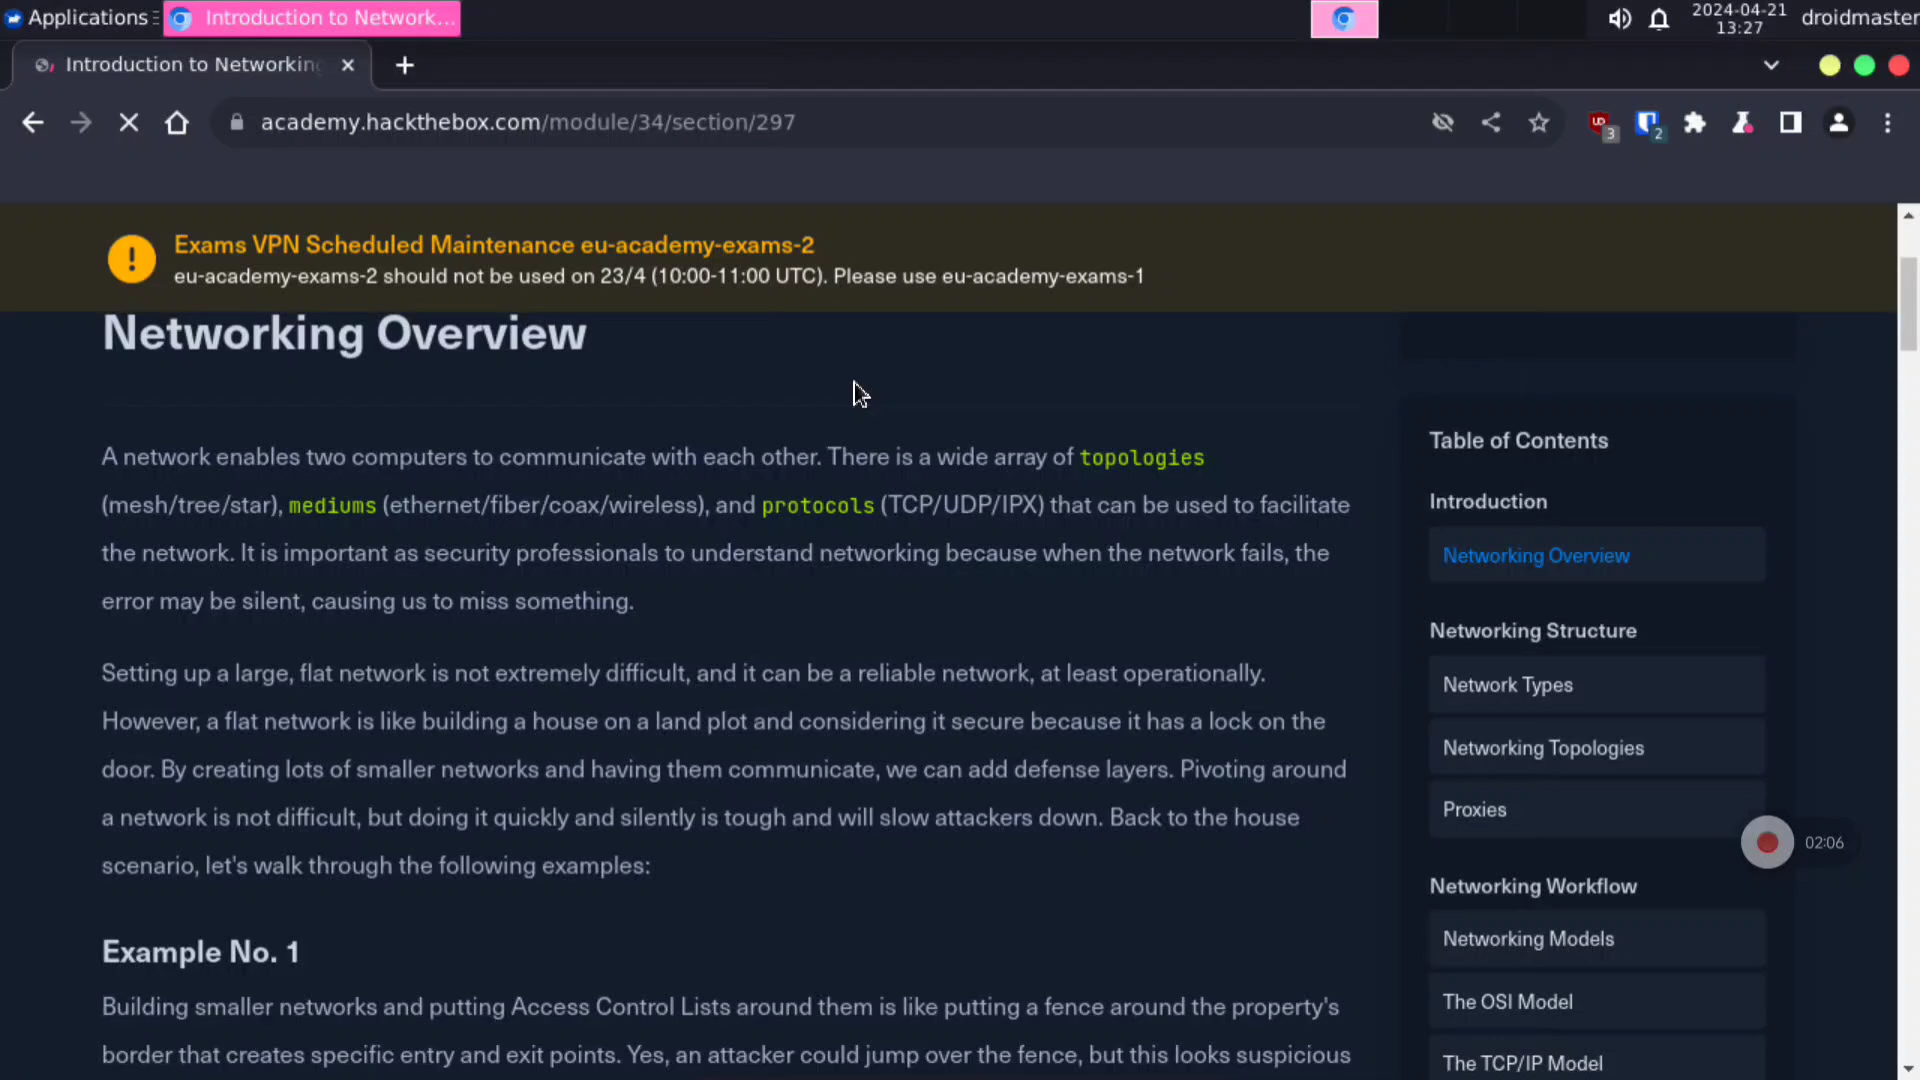 Applications
Introduction to Network...
2024-04-21
13:27
droidmaster
Introduction to Networking
academy.hackthebox.com/module/34/section/297
3
2
Exams VPN Scheduled Maintenance eu-academy-exams-2
eu-academy-exams-2 should not be used on 23/4 (10:00-11:00 UTC). Please use eu-academy-exams-1
Networking Overview
A network enables two computers to communicate with each other. There is a wide array of topologies
(mesh/tree/star), mediums (ethernet/fiber/coax/wireless), and protocols (TCP/UDP/IPX) that can be used to facilitate
the network. It is important as security professionals to understand networking because when the network fails, the
error may be silent, causing us to miss something.
Setting up a large, flat network is not extremely difficult, and it can be a reliable network, at least operationally.
However, a flat network is like building a house on a land plot and considering it secure because it has a lock on the
door. By creating lots of smaller networks and having them communicate, we can add defense layers. Pivoting around
a network is not difficult, but doing it quickly and silently is tough and will slow attackers down. Back to the house
scenario, let's walk through the following examples:
Example No. 1
Building smaller networks and putting Access Control Lists around them is like putting a fence around the property's
border that creates specific entry and exit points. Yes, an attacker could jump over the fence, but this looks suspicious
Table of Contents
Introduction
Networking Overview
Networking Structure
Network Types
Networking Topologies
Proxies
02:06
Networking Workflow
Networking Models
The OSI Model
The TCP/IP Model